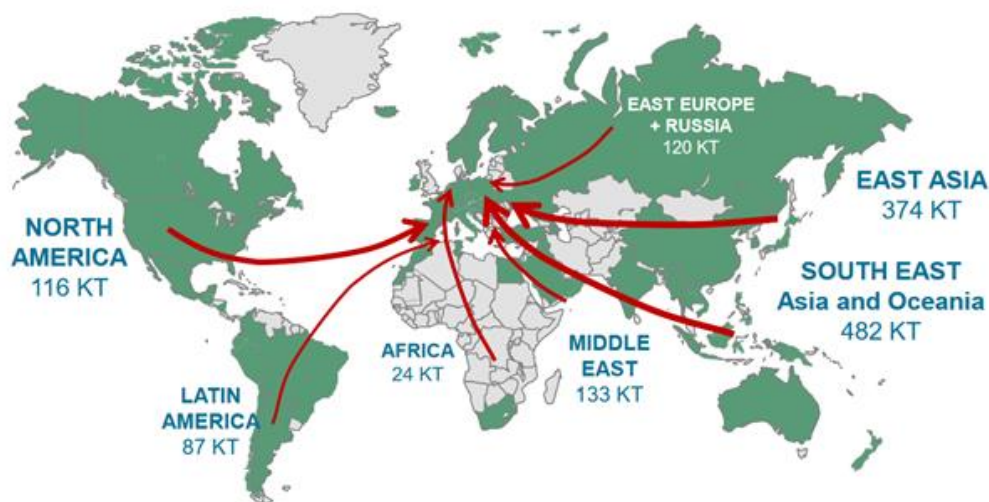 EAST EUROPE
+ RUSSIA
120 KT
EAST ASIA
374 KT
NORTH
AMERICA
116 KT
SOUTH EAST
Asia and Oceania
482 KT
AFRICA
24 KT
MIDDLE
EAST
133 KT
LATIN
AMERICA
87 KT